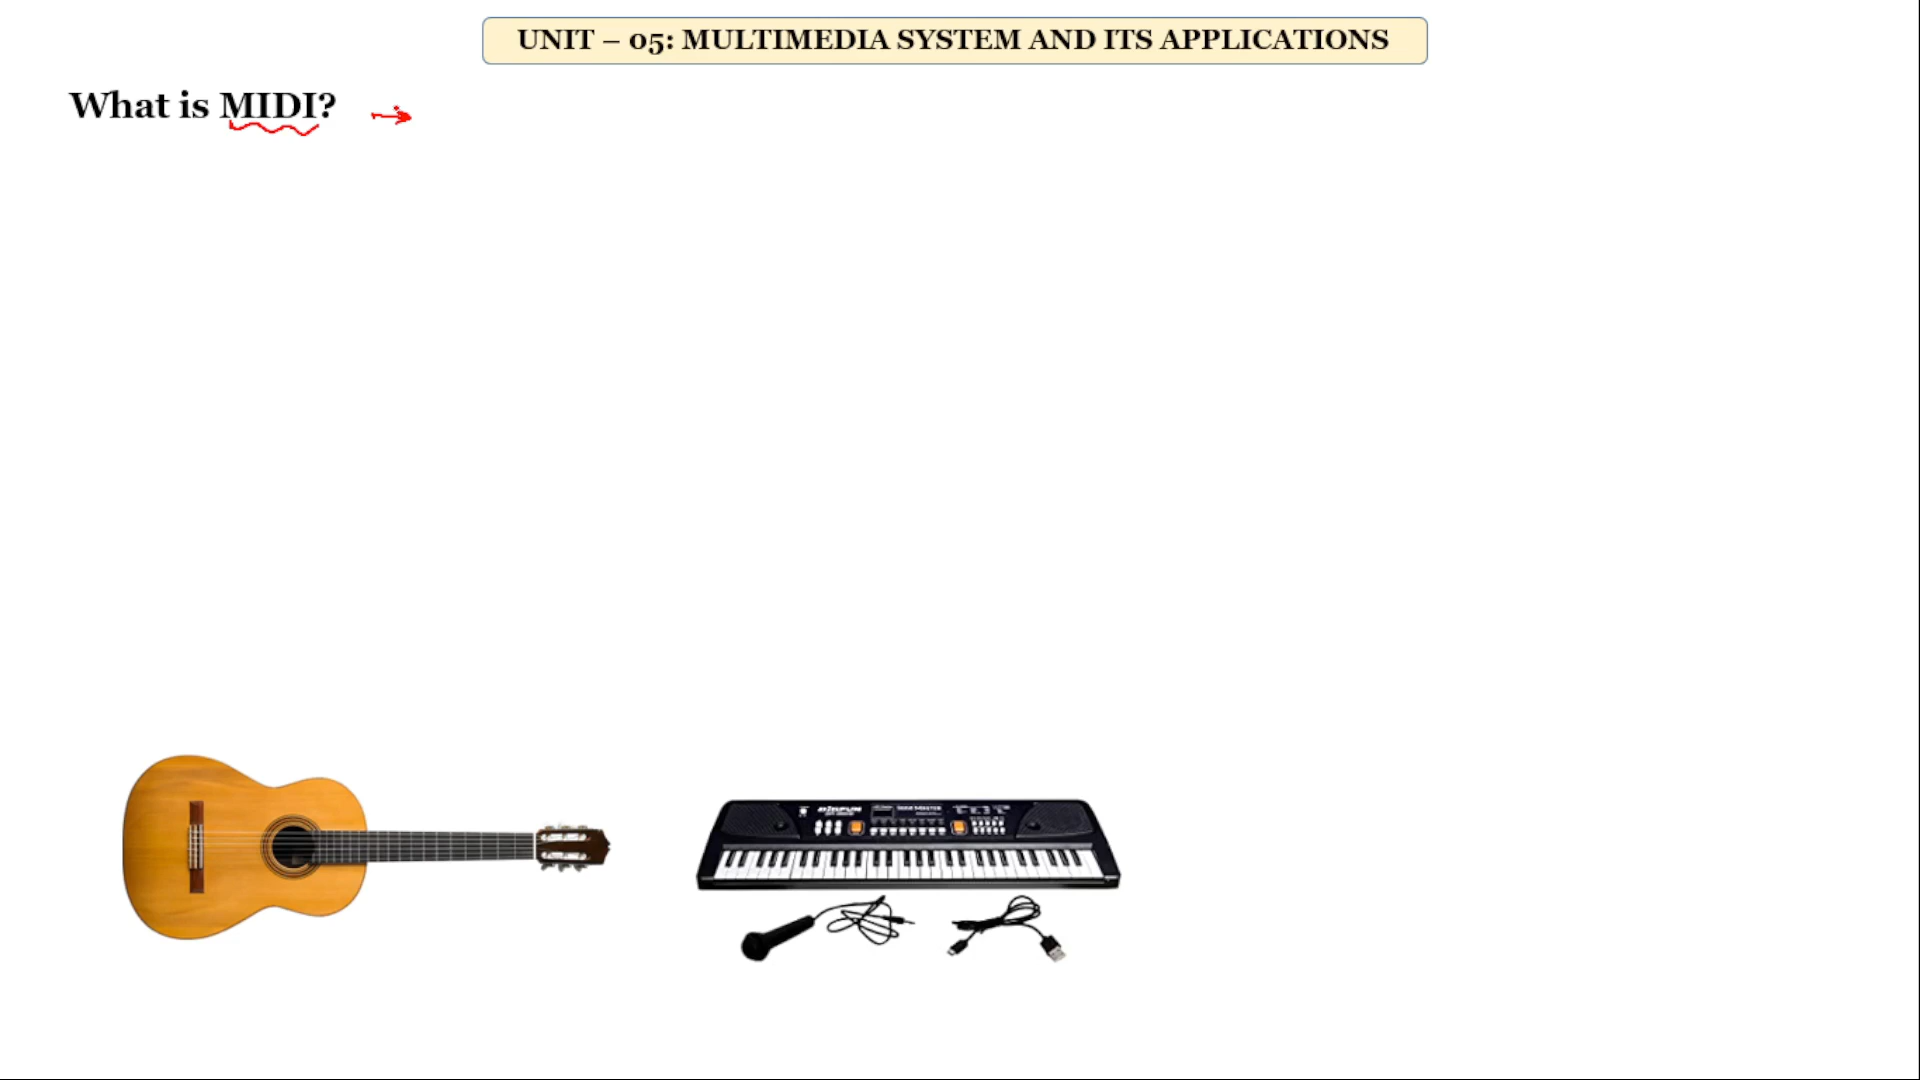 UNIT – 05: MULTIMEDIA SYSTEM AND ITS APPLICATIONS
What is MIDI?